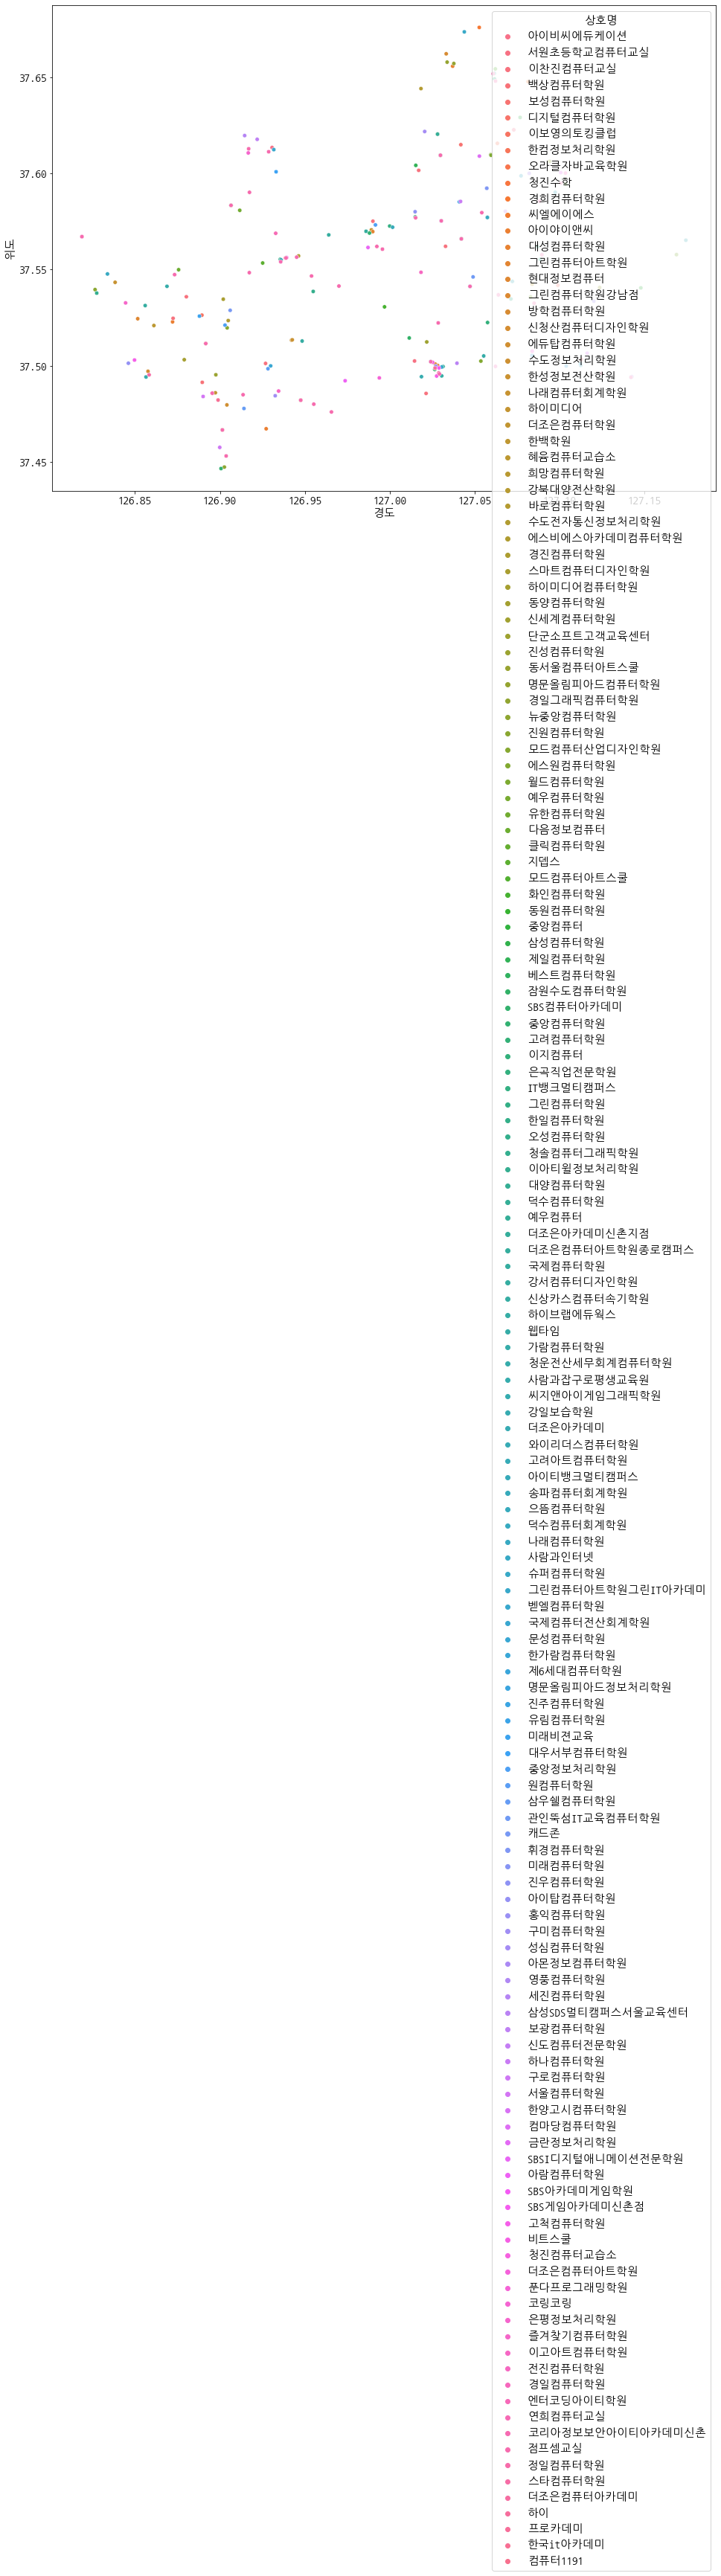 37.65
37.60
37.55
37.50
37.45
위도
126.85 126.90 126.95 127.00 127.05 127.15
경도
상호명
아이비씨에듀케이션
서원초등학교컴퓨터교실
이찬진컴퓨터교실
백상컴퓨터학원
보성컴퓨터학원
디지털컴퓨터학원
이보영의토킹클럽
한컴정보처리학원
오라클자바교육학원
청진수학
경희컴퓨터학원
씨엘에이에스
아이야이앤씨
대성컴퓨터학원
그린컴퓨터아트학원
현대정보컴퓨터
그린컴퓨터학원강남점
방학컴퓨터학원
신청산컴퓨터디자인학원
에듀탑컴퓨터학원
수도정보처리학원
한성정보전산학원
나래컴퓨터회계학원
하이미디어
더조은컴퓨터학원
한백학원
혜윰컴퓨터교습소
희망컴퓨터학원
강북대양전산학원
바로컴퓨터학원
수도전자통신정보처리학원
에스비에스아카데미컴퓨터학원
경진컴퓨터학원
스마트컴퓨터디자인학원
하이미디어컴퓨터학원
동양컴퓨터학원
신세계컴퓨터학원
단군소프트고객교육센터
진성컴퓨터학원
동서울컴퓨터아트스쿨
명문올림피아드컴퓨터학원
경일그래픽컴퓨터학원
뉴중앙컴퓨터학원
진원컴퓨터학원
모드컴퓨터산업디자인학원
에스원컴퓨터학원
월드컴퓨터학원
예우컴퓨터학원
유한컴퓨터학원
다음정보컴퓨터
클릭컴퓨터학원
지뎁스
모드컴퓨터아트스쿨
화인컴퓨터학원
동원컴퓨터학원
중앙컴퓨터
삼성컴퓨터학원
제일컴퓨터학원
베스트컴퓨터학원
잠원수도컴퓨터학원
SBS컴퓨터아카데미
중앙컴퓨터학원
고려컴퓨터학원
이지컴퓨터
은곡직업전문학원
IT뱅크멀티캠퍼스
그린컴퓨터학원
한일컴퓨터학원
오성컴퓨터학원
청솔컴퓨터그래픽학원
이아티윌정보처리학원
대양컴퓨터학원
덕수컴퓨터학원
예우컴퓨터
더조은아카데미신촌지점
더조은컴퓨터아트학원종로캠퍼스
국제컴퓨터학원
강서컴퓨터디자인학원
신상카스컴퓨터속기학원
하이브랩에듀웍스
웹타임
가람컴퓨터학원
청운전산세무회계컴퓨터학원
사람과잡구로평생교육원
씨지앤아이게임그래픽학원
강일보습학원
더조은아카데미
와이리더스컴퓨터학원
고려아트컴퓨터학원
아이티뱅크멀티캠퍼스
송파컴퓨터회계학원
으뜸컴퓨터학원
덕수컴퓨터회계학원
나래컴퓨터학원
사람과인터넷
슈퍼컴퓨터학원
그린컴퓨터아트학원그린IT아카데미
벧엘컴퓨터학원
국제컴퓨터전산회계학원
문성컴퓨터학원
한가람컴퓨터학원
제6세대컴퓨터학원
명문올림피아드정보처리학원
진주컴퓨터학원
유림컴퓨터학원
미래비젼교육
대우서부컴퓨터학원
중앙정보처리학원
원컴퓨터학원
삼우쉘컴퓨터학원
관인뚝섬IT교육컴퓨터학원
캐드존
휘경컴퓨터학원
미래컴퓨터학원
진우컴퓨터학원
아이탑컴퓨터학원
홍익컴퓨터학원
구미컴퓨터학원
성심컴퓨터학원
아몬정보컴퓨터학원
영풍컴퓨터학원
세진컴퓨터학원
삼성SDS멀티캠퍼스서울교육센터
보광컴퓨터학원
신도컴퓨터전문학원
하나컴퓨터학원
구로컴퓨터학원
서울컴퓨터학원
한양고시컴퓨터학원
컴마당컴퓨터학원
금란정보처리학원
SBSI디지털애니메이션전문학원
아람컴퓨터학원
SBS아카데미게임학원
SBS게임아카데미신촌점
고척컴퓨터학원
비트스쿨
청진컴퓨터교습소
더조은컴퓨터아트학원
푼다프로그래밍학원
코링코링
은평정보처리학원
즐겨찾기컴퓨터학원
이고아트컴퓨터학원
전진컴퓨터학원
경일컴퓨터학원
엔터코딩아이티학원
연희컴퓨터교실
코리아정보보안아이티아카데미신촌
점프셈교실
정일컴퓨터학원
스타컴퓨터학원
더조은컴퓨터아카데미
하이
프로카데미
한국it아카데미
컴퓨터1191